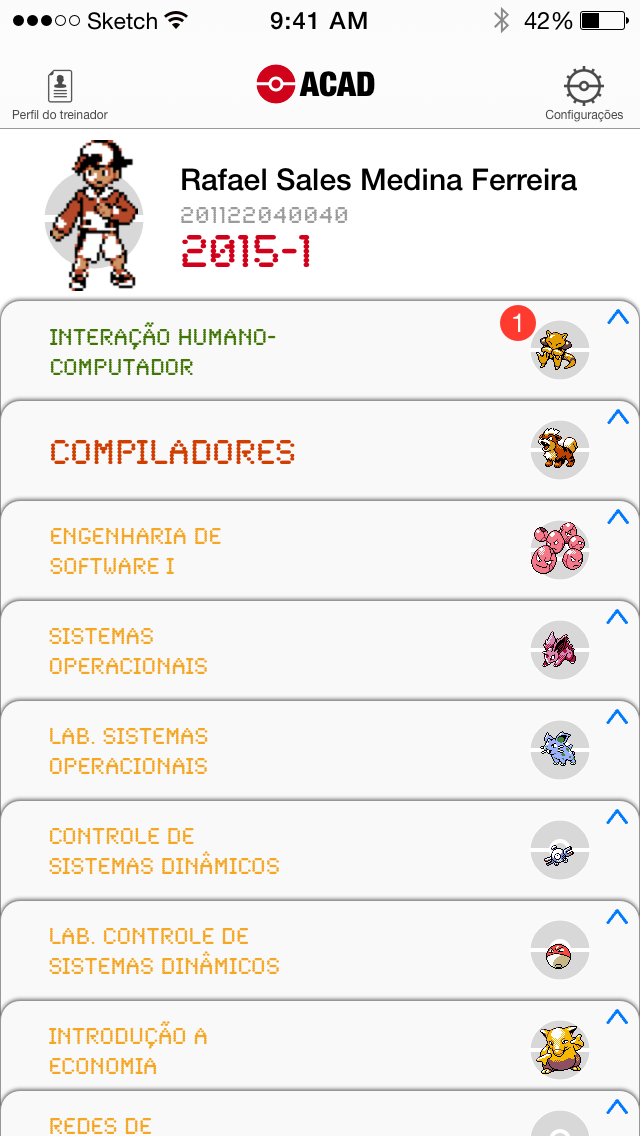 Sketch 9:41 AM 42%
ACAD
Perfil do treinador Configurações
Rafael Sales Medina Ferreira
201122040040
2015-1
INTERAÇÃO HUMANO-
COMPUTADOR
1
COMPILADORES
ENGENHARIA DE
SOFTWARE I
SISTEMAS
OPERACIONAIS
LAB. SISTEMAS
OPERACIONAIS
CONTROLE DE
SISTEMAS DINÂMICOS
LAB. CONTROLE DE
SISTEMAS DINÂMICOS
INTRODUÇÃO A
ECONOMIA
REDES DE